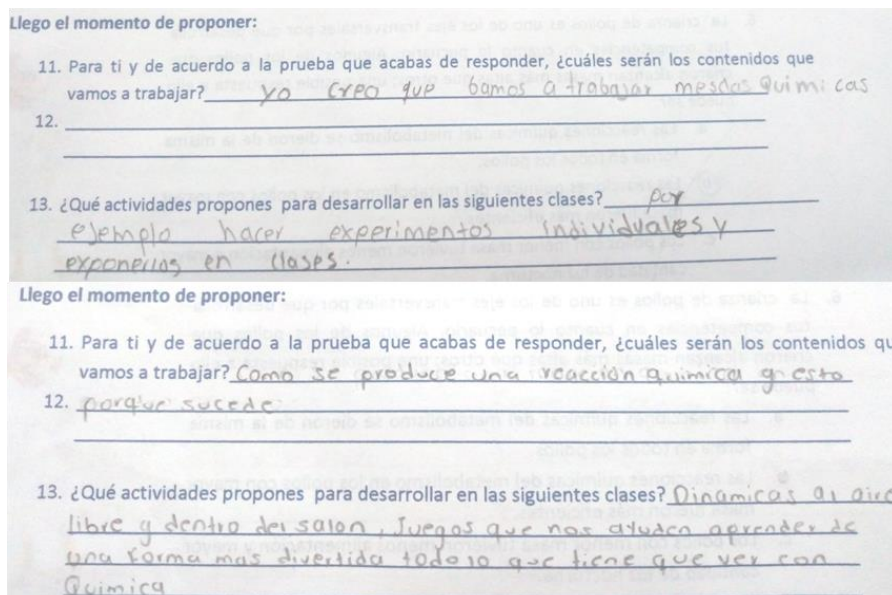 Llego el momento de proponer:
11. Para ti y de acuerdo a la prueba que acabas de responder, ¿cuáles serán los contenidos que
vamos a trabajar? yo creo que bamos a trabajar mesclas Quimicas
12.
13. ¿Qué actividades propones para desarrollar en las siguientes clases? por
ejemplo hacer experimentos individuales y
exponerlos en clases.
Llego el momento de proponer:
11. Para ti y de acuerdo a la prueba que acabas de responder, ¿cuáles serán los contenidos qu
vamos a trabajar? Como se produce una reacción quimica esto
12. porque sucede
13. ¿Qué actividades propones para desarrollar en las siguientes clases? Dinamicas al aire
libre y dentro del salon, Juegos que nos ayuden aprender de
una forma mas divertida todo lo que tiene que ver con
Quimica